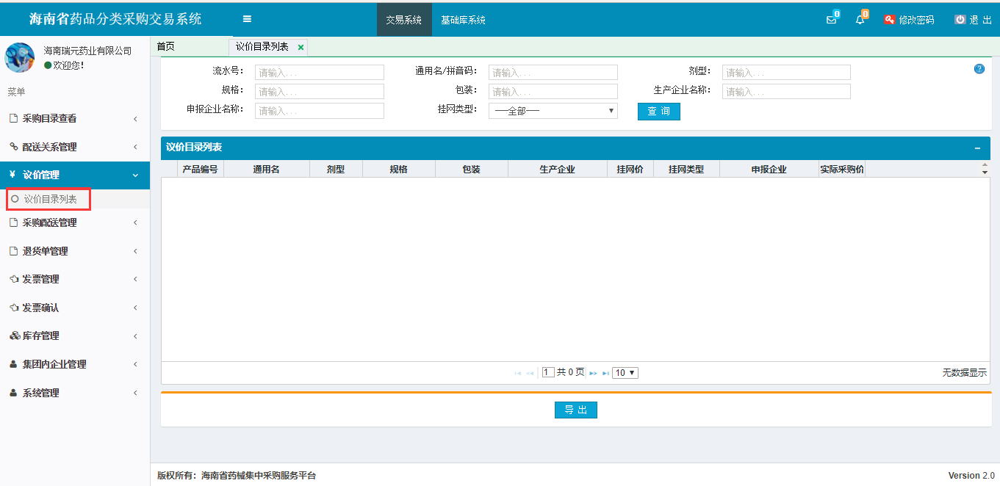 海南省药品分类采购交易系统
交易系统
基础库系统
0
0
修改密码
退 出
海南瑞元药业有限公司
欢迎您!
菜单
采购目录查看
配送关系管理
议价管理
议价目录列表
采购配送管理
退货单管理
发票管理
发票确认
库存管理
集团内企业管理
系统管理
首页
议价目录列表
流水号: 请输入...
通用名/拼音码: 请输入...
剂型: 请输入...
规格: 请输入...
包装: 请输入...
生产企业名称: 请输入...
申报企业名称: 请输入...
挂网类型: ──全部──
查 询
议价目录列表
产品编号 通用名 剂型 规格 包装 生产企业 挂网价 挂网类型 申报企业 实际采购价
1 共 0 页 10
无数据显示
导 出
版权所有: 海南省药械集中采购服务平台
Version 2.0